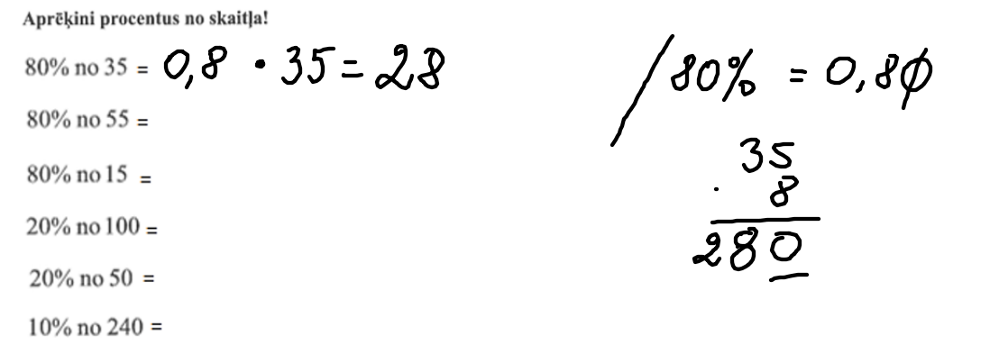 Aprēķini procentus no skaitļa!
80% no 35 = 0,8 · 35 = 28
/ 80% = 0,80
80% no 55 =
35
80% no 15 =
· 8
20% no 100 =
280
20% no 50 =
10% no 240 =